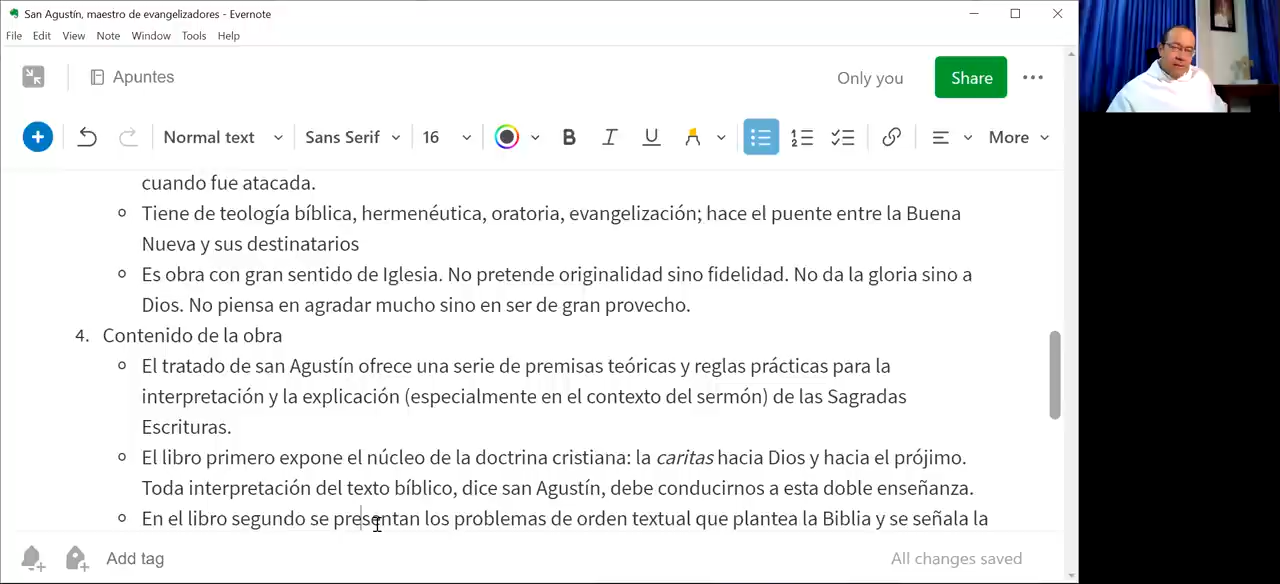 San Agustín, maestro de evangelizadores - Evernote
File Edit View Note Window Tools Help
Apuntes Only you Share
Normal text Sans Serif 16 B I U More
cuando fue atacada.
Tiene de teología bíblica, hermenéutica, oratoria, evangelización; hace el puente entre la Buena
Nueva y sus destinatarios
Es obra con gran sentido de Iglesia. No pretende originalidad sino fidelidad. No da la gloria sino a
Dios. No piensa en agradar mucho sino en ser de gran provecho.
4. Contenido de la obra
El tratado de san Agustín ofrece una serie de premisas teóricas y reglas prácticas para la
interpretación y la explicación (especialmente en el contexto del sermón) de las Sagradas
Escrituras.
El libro primero expone el núcleo de la doctrina cristiana: la caritas hacia Dios y hacia el prójimo.
Toda interpretación del texto bíblico, dice san Agustín, debe conducirnos a esta doble enseñanza.
En el libro segundo se presentan los problemas de orden textual que plantea la Biblia y se señala la
Add tag All changes saved